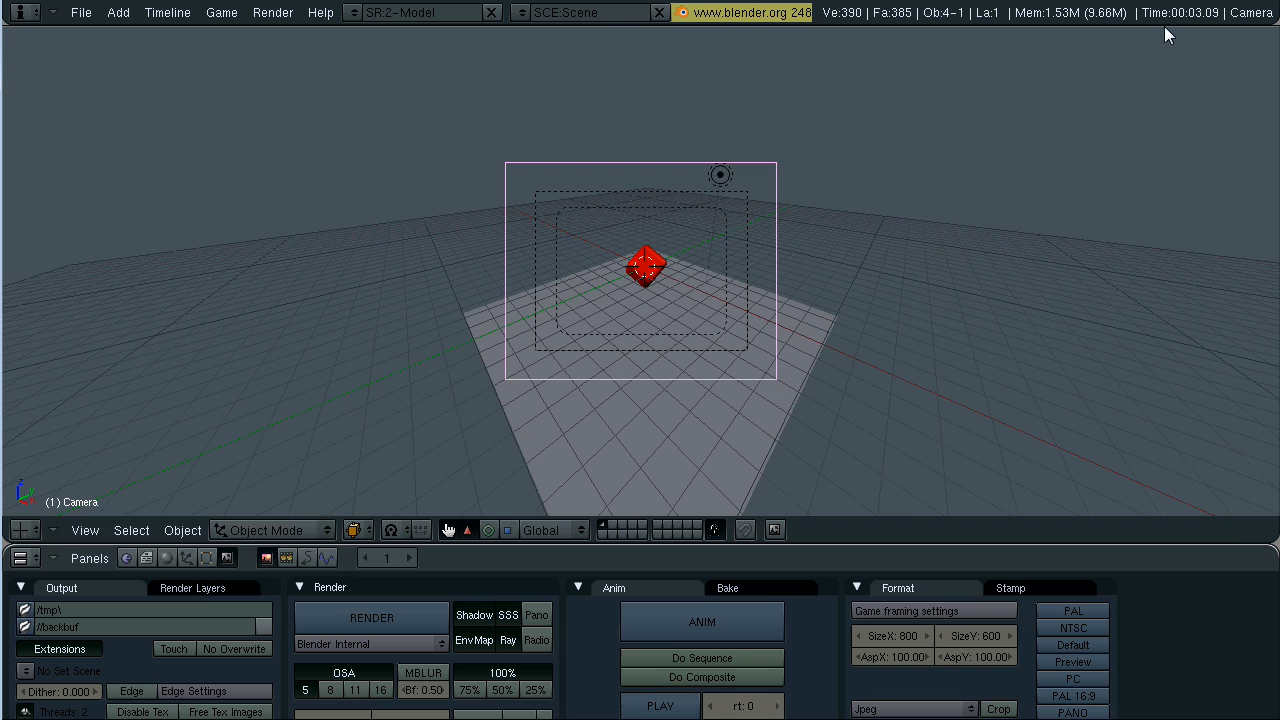 File Add Timeline Game Render Help SR:2-Model X SCE:Scene X www.blender.org 248 Ve:390 | Fa:385 | Ob:4-1 | La:1 | Mem:1.53M (9.66M) | Time:00:03.09 | Camera
z
y
(1) Camera
View Select Object Object Mode Global
Panels 1
Output Render Layers Render Anim Bake Format Stamp
/tmp\ RENDER Shadow SSS Pano ANIM Game framing settings PAL
//backbuf NTSC
Extensions Touch No Overwrite Blender Internal EnvMap Ray Radio SizeX: 800 SizeY: 600 Default
No Set Scene OSA MBLUR 100% Do Sequence AspX: 100.00 AspY: 100.00 Preview
Do Composite PC
Dither: 0.000 Edge Edge Settings 5 8 11 16 Bf: 0.50 75% 50% 25% PAL 16:9
Threads: 2 Disable Tex Free Tex Images PLAY rt: 0 Jpeg Crop PANO